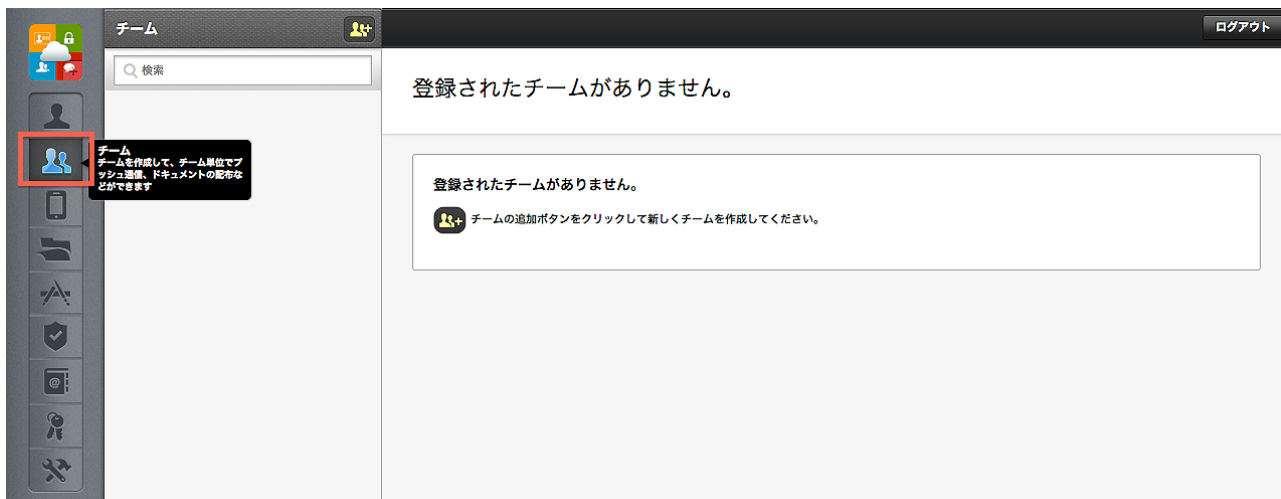 チーム
ログアウト
検索
登録されたチームがありません。
チーム
チームを作成して、チーム単位でプ
ッシュ通信、ドキュメントの配布な
どができます
登録されたチームがありません。
チームの追加ボタンをクリックして新しくチームを作成してください。